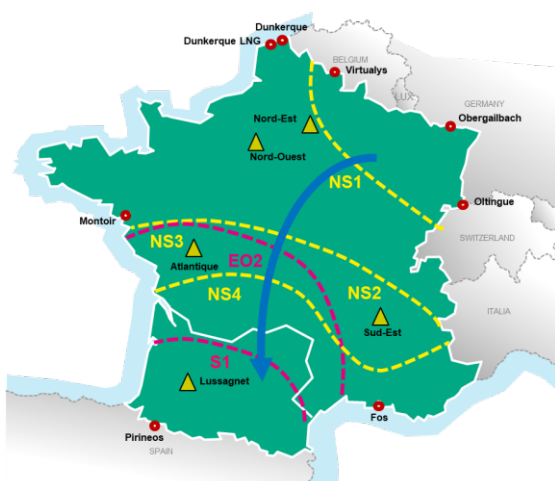 Dunkerque
Dunkerque LNG
BELGIUM
Virtualys
LUX
GERMANY
Nord-Est
Obergailbach
Nord-Ouest
NS1
Oltingue
Montoir
SWITZERLAND
NS3
Atlantique
EO2
NS4
NS2
ITALIA
Sud-Est
S1
Lussagnet
Fos
Pirineos
SPAIN